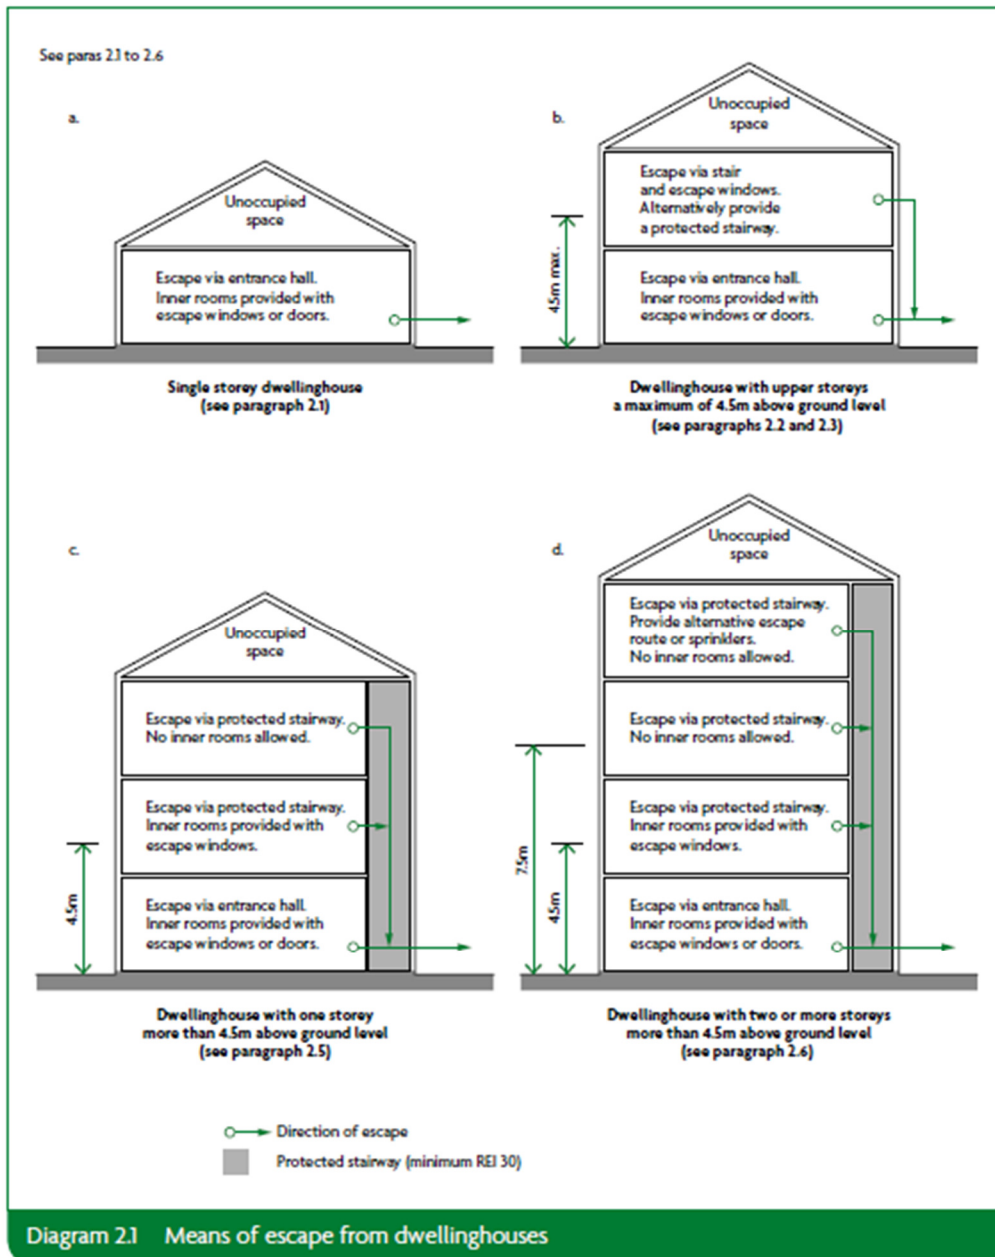 See paras 2.1 to 2.6
a.
Unoccupied
space
Escape via entrance hall.
Inner rooms provided with
escape windows or doors.
Single storey dwellinghouse
(see paragraph 2.1)
b.
Unoccupied
space
Escape via stair
and escape windows.
Alternatively provide
a protected stairway.
4.5m max.
Escape via entrance hall.
Inner rooms provided with
escape windows or doors.
Dwellinghouse with upper storeys
a maximum of 4.5m above ground level
(see paragraphs 2.2 and 2.3)
c.
Unoccupied
space
Escape via protected stairway.
No inner rooms allowed.
Escape via protected stairway.
Inner rooms provided with
escape windows.
4.5m
Escape via entrance hall.
Inner rooms provided with
escape windows or doors.
Dwellinghouse with one storey
more than 4.5m above ground level
(see paragraph 2.5)
d.
Unoccupied
space
Escape via protected stairway.
Provide alternative escape
route or sprinklers.
No inner rooms allowed.
Escape via protected stairway.
No inner rooms allowed.
7.5m
Escape via protected stairway.
Inner rooms provided with
escape windows.
4.5m
Escape via entrance hall.
Inner rooms provided with
escape windows or doors.
Dwellinghouse with two or more storeys
more than 4.5m above ground level
(see paragraph 2.6)
Direction of escape
Protected stairway (minimum REI 30)
Diagram 2.1 Means of escape from dwellinghouses